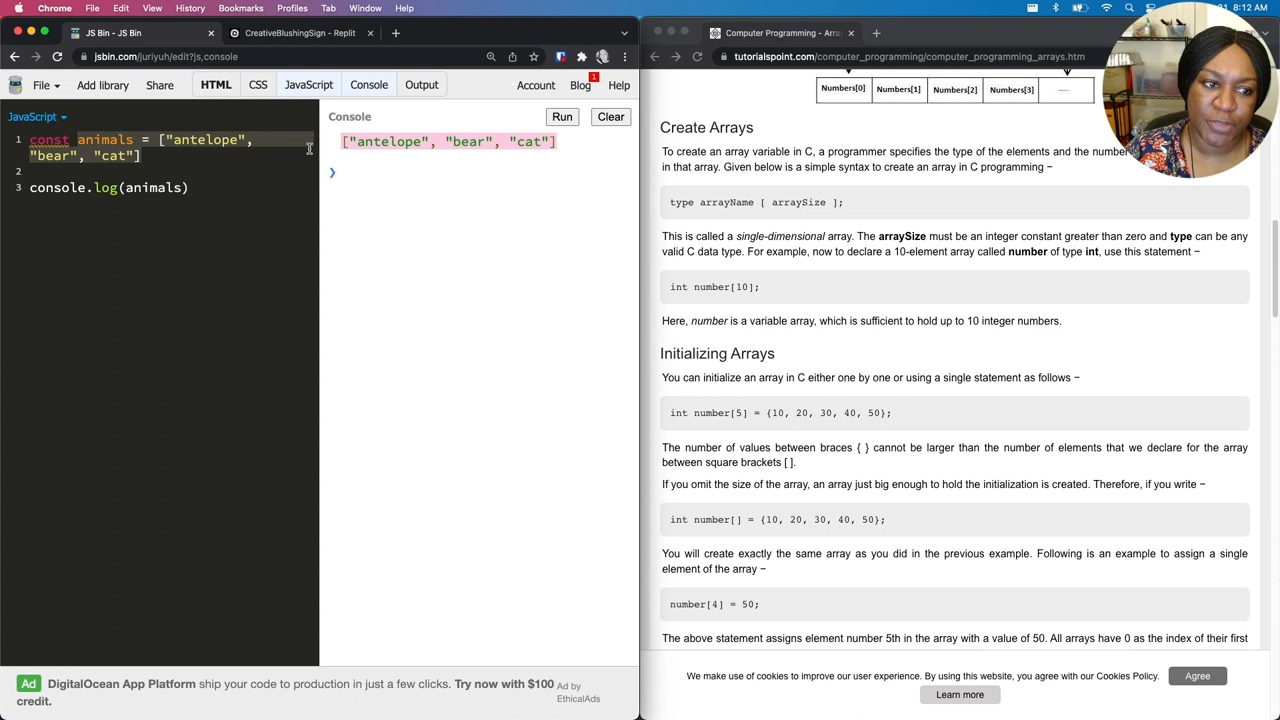 Chrome File Edit View History Bookmarks Profiles Tab
1:21
8:12 AM
JS Bin - JS Bin
CreativeBlushingSign - Replit
jsbin.com/juriyuh/edit?js,console
File Add library Share HTML CSS JavaScript Console Output Account Blog 1 Help
JavaScript
1 const animals = ["antelope",
"bear", "cat"]
2
3 console.log(animals)
Console Run Clear
["antelope", "bear", "cat"]
Ad DigitalOcean App Platform ship your code to production in just a few clicks. Try now with $100
credit.
Ad by
EthicalAds
Computer Programming - Arra
tutorialspoint.com/computer_programming/computer_programming_arrays.htm
Numbers[0] Numbers[1] Numbers[2] Numbers[3]
Create Arrays
To create an array variable in C, a programmer specifies the type of the elements and the number
in that array. Given below is a simple syntax to create an array in C programming −
type arrayName [ arraySize ];
This is called a single-dimensional array. The arraySize must be an integer constant greater than zero and type can be any
valid C data type. For example, now to declare a 10-element array called number of type int, use this statement −
int number[10];
Here, number is a variable array, which is sufficient to hold up to 10 integer numbers.
Initializing Arrays
You can initialize an array in C either one by one or using a single statement as follows −
int number[5] = {10, 20, 30, 40, 50};
The number of values between braces { } cannot be larger than the number of elements that we declare for the array
between square brackets [ ].
If you omit the size of the array, an array just big enough to hold the initialization is created. Therefore, if you write −
int number[] = {10, 20, 30, 40, 50};
You will create exactly the same array as you did in the previous example. Following is an example to assign a single
element of the array −
number[4] = 50;
The above statement assigns element number 5th in the array with a value of 50. All arrays have 0 as the index of their first
We make use of cookies to improve our user experience. By using this website, you agree with our Cookies Policy. Agree
Learn more